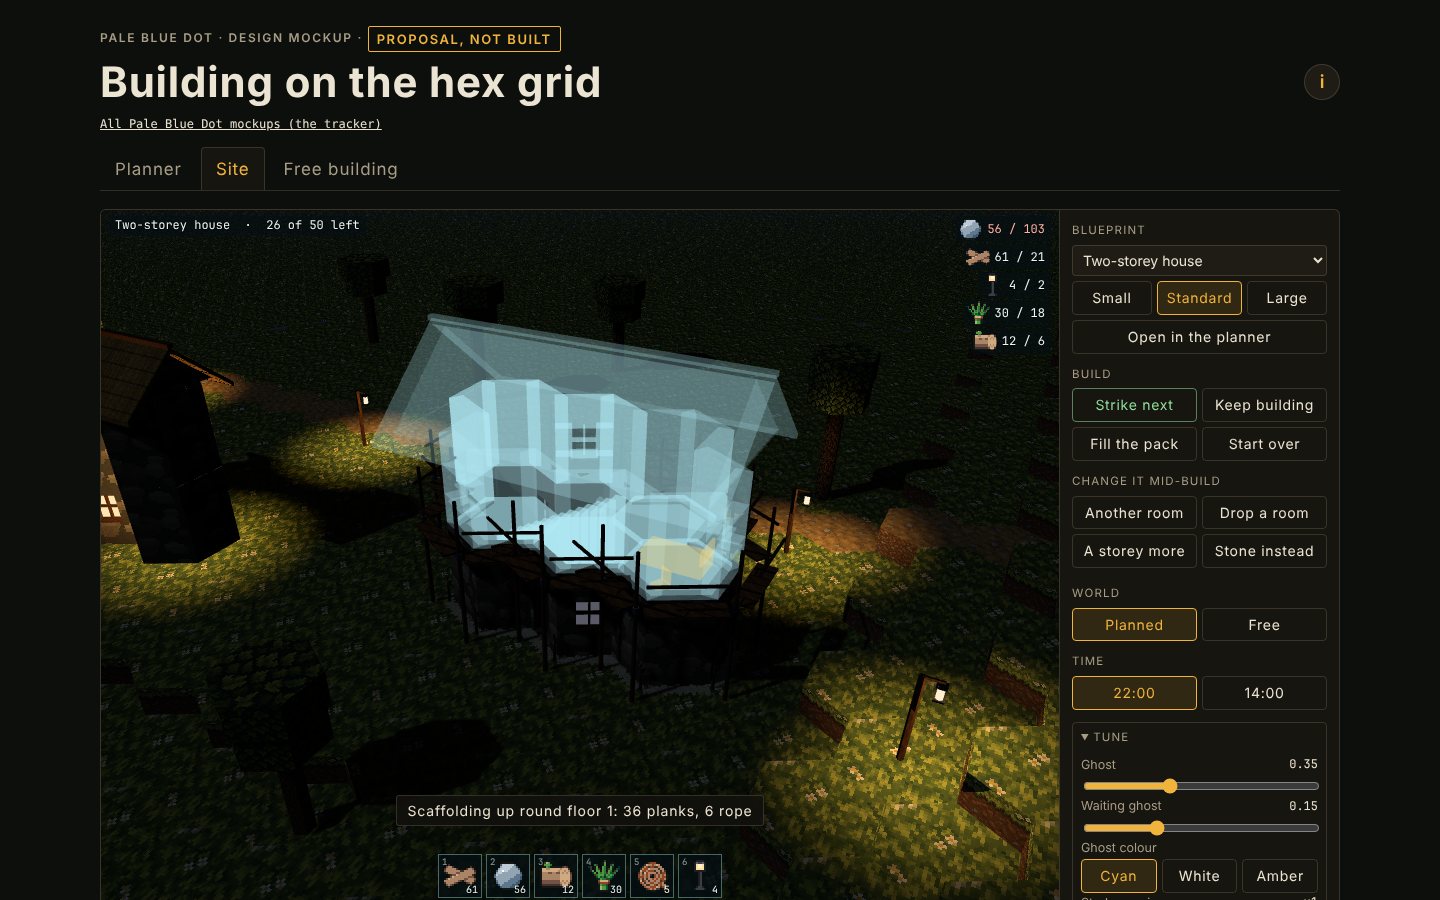 PALE BLUE DOT · DESIGN MOCKUP · PROPOSAL, NOT BUILT
Building on the hex grid
i
All Pale Blue Dot mockups (the tracker)
Planner Site Free building
Two-storey house · 26 of 50 left
56 / 103
61 / 21
4 / 2
30 / 18
12 / 6
Scaffolding up round floor 1: 36 planks, 6 rope
1 2 3 4 5 6
61 56 12 30 5 4
BLUEPRINT
Two-storey house
Small Standard Large
Open in the planner
BUILD
Strike next Keep building
Fill the pack Start over
CHANGE IT MID-BUILD
Another room Drop a room
A storey more Stone instead
WORLD
Planned Free
TIME
22:00 14:00
▼ TUNE
Ghost 0.35
Waiting ghost 0.15
Ghost colour
Cyan White Amber